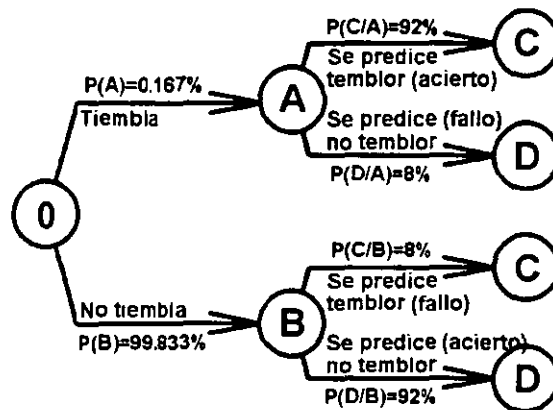 P(C/A)=92%
C
Se predice
temblor (acierto)
P(A)=0.167%
A
Tiembla
Se predice (fallo)
no temblor
D
P(D/A)=8%
0
P(C/B)=8%
C
Se predice
temblor (fallo)
No tiembla
B
P(B)=99.833%
Se predice (acierto)
no temblor
D
P(D/B)=92%